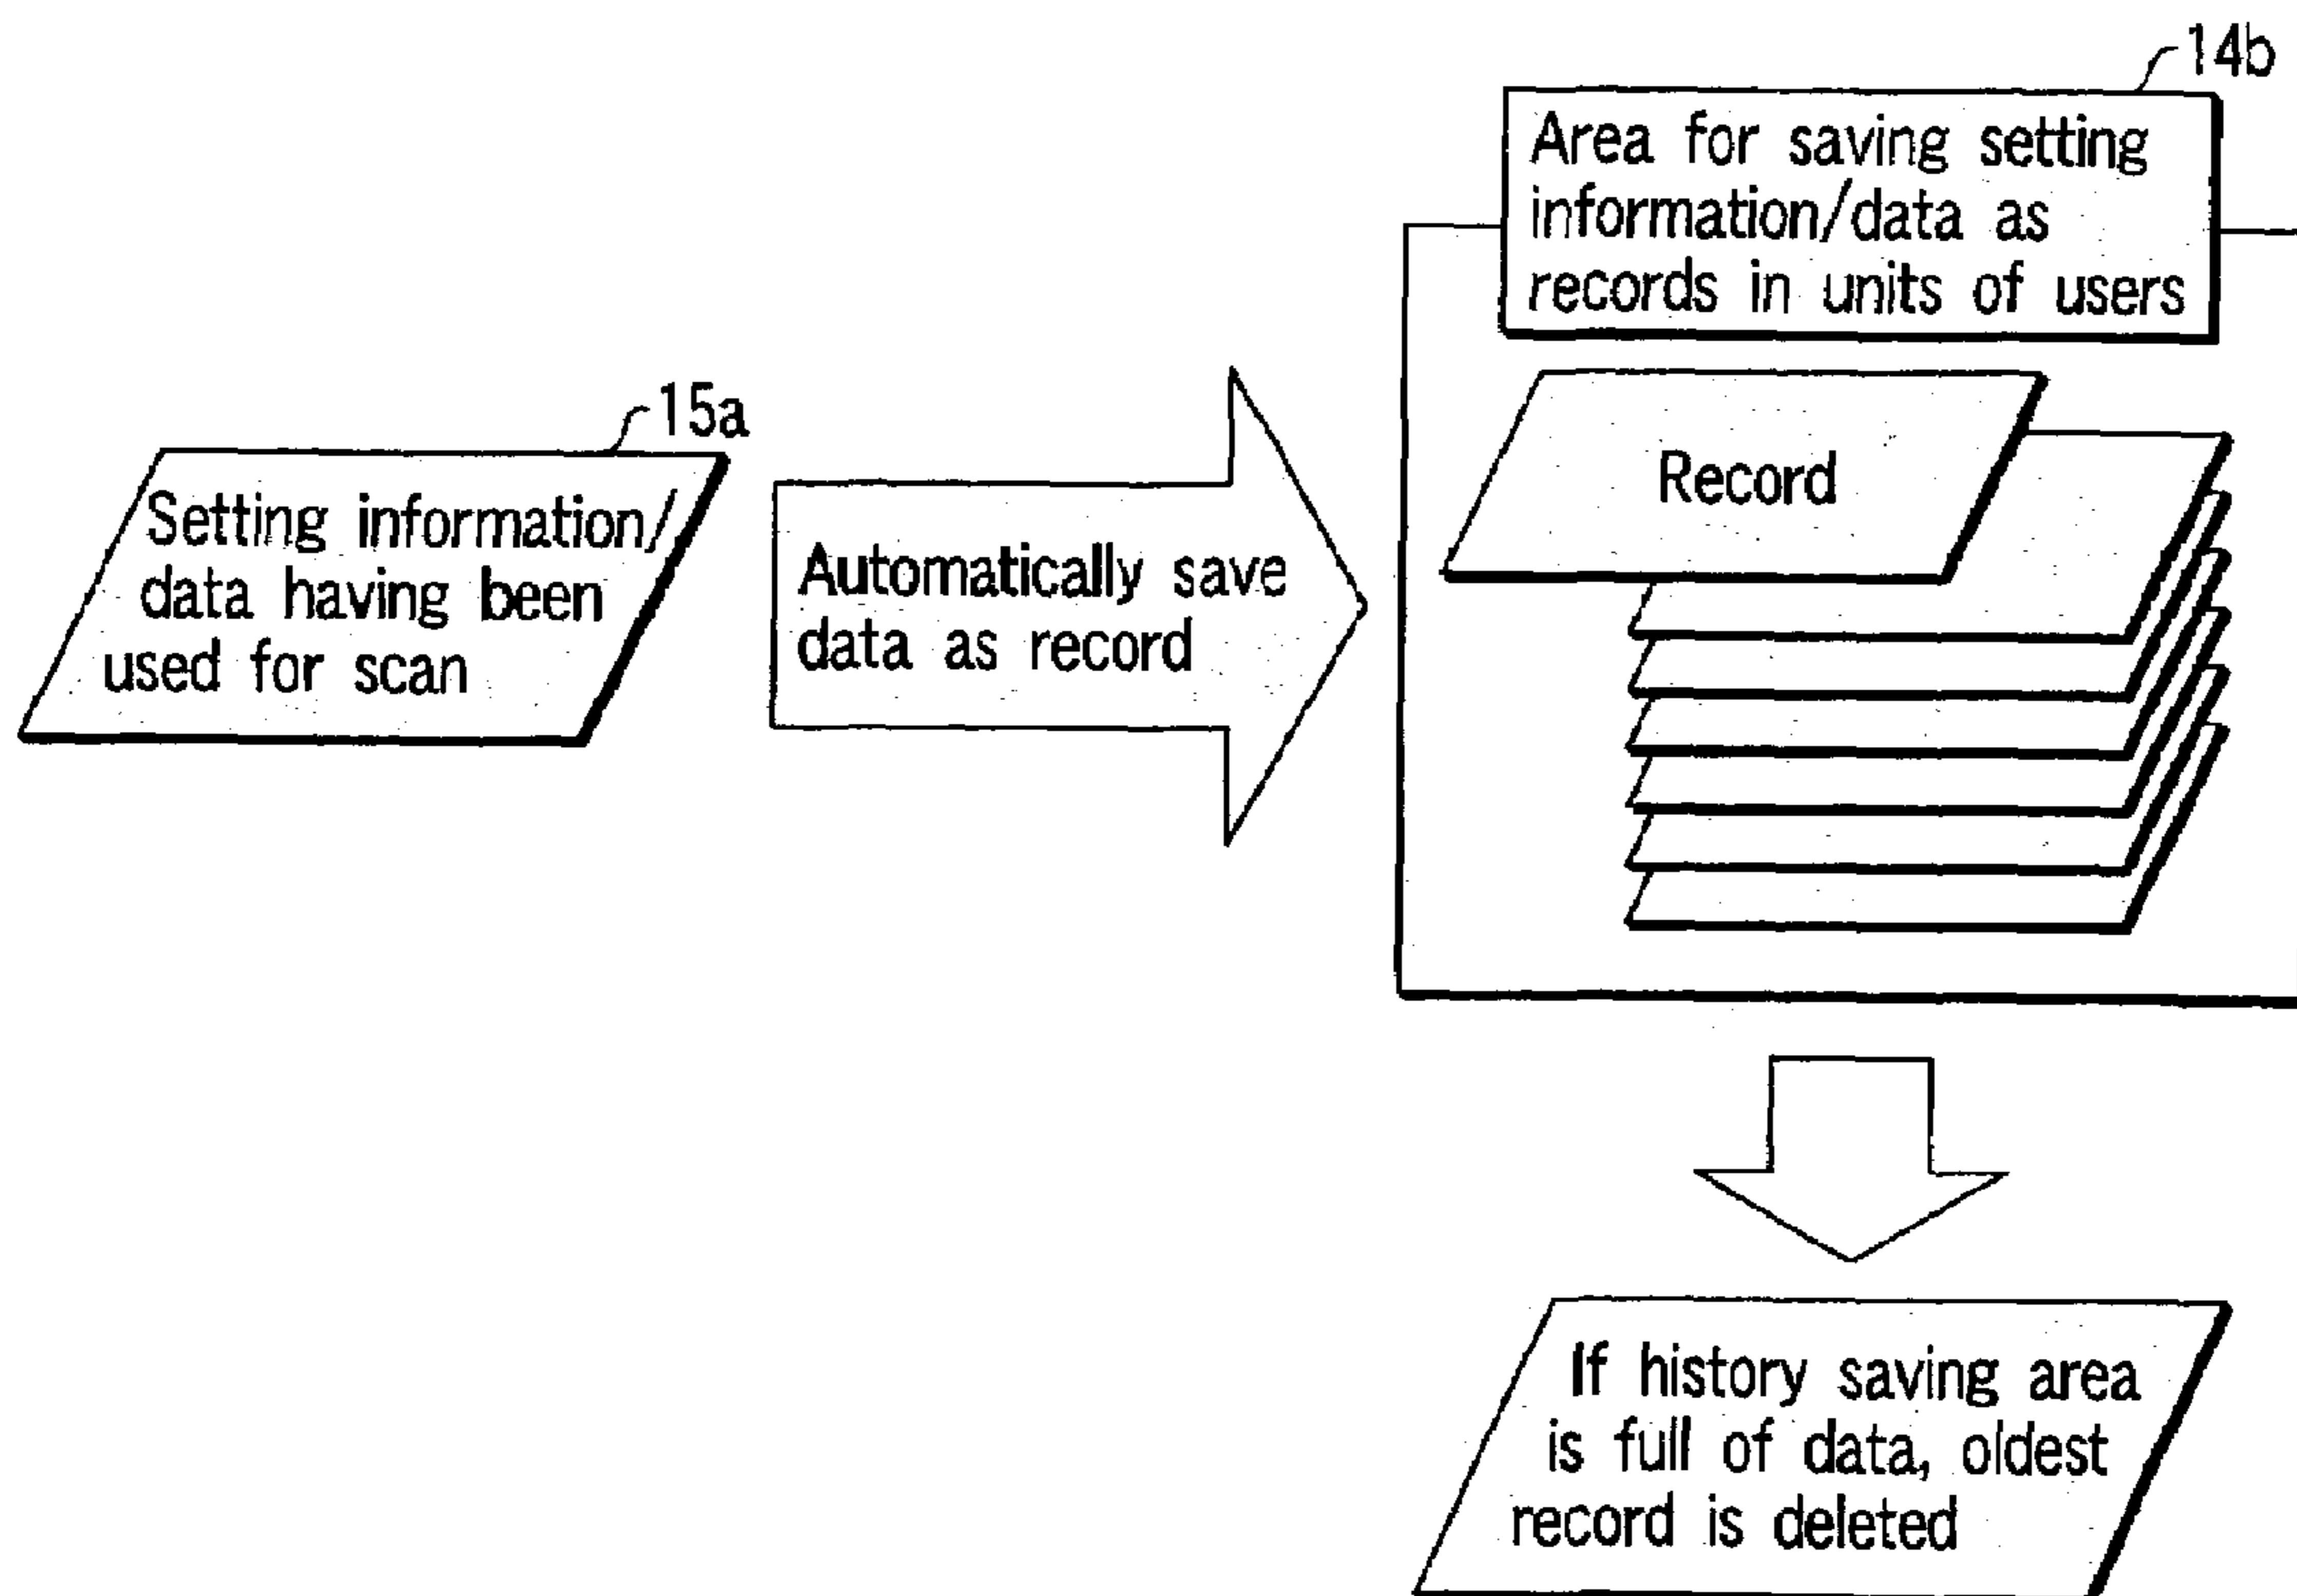 14b
Area for saving setting
information/data as
records in units of users
15a
Setting information/
data having been
used for scan
Automatically save
data as record
Record
If history saving area
is full of data, oldest
record is deleted